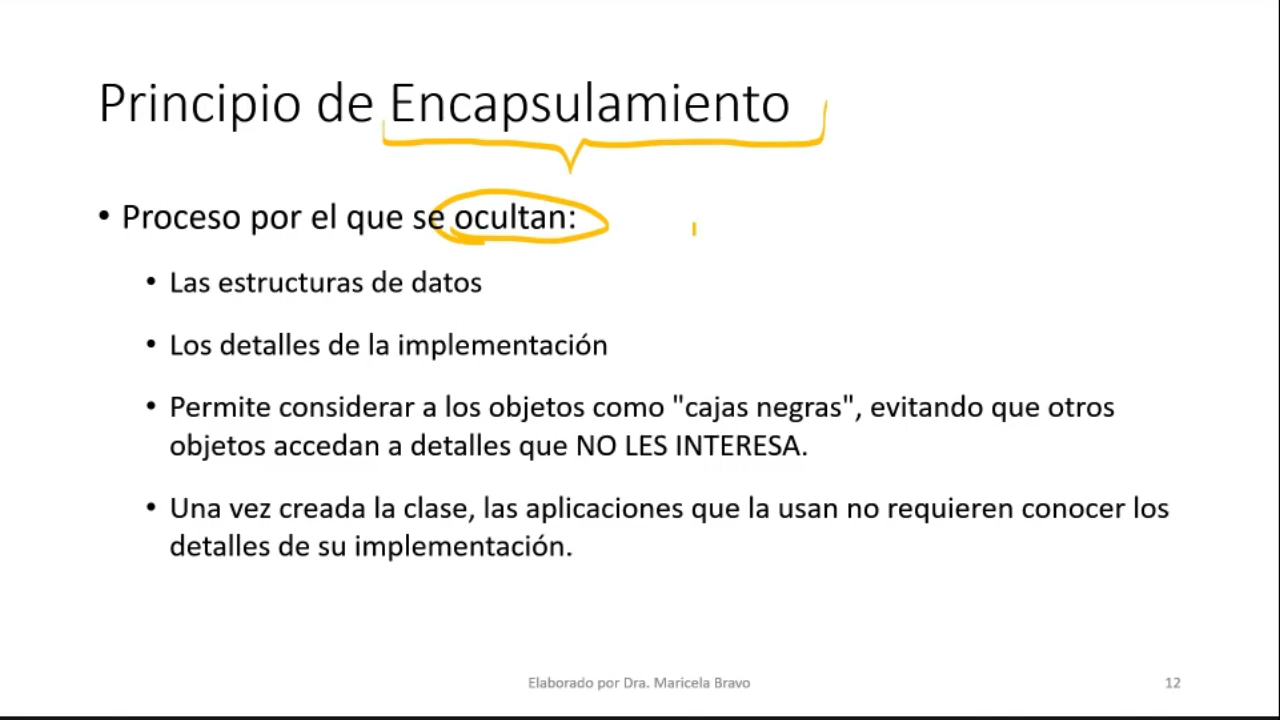 Principio de Encapsulamiento
• Proceso por el que se ocultan:
• Las estructuras de datos
• Los detalles de la implementación
• Permite considerar a los objetos como "cajas negras", evitando que otros
objetos accedan a detalles que NO LES INTERESA.
• Una vez creada la clase, las aplicaciones que la usan no requieren conocer los
detalles de su implementación.
Elaborado por Dra. Maricela Bravo
12